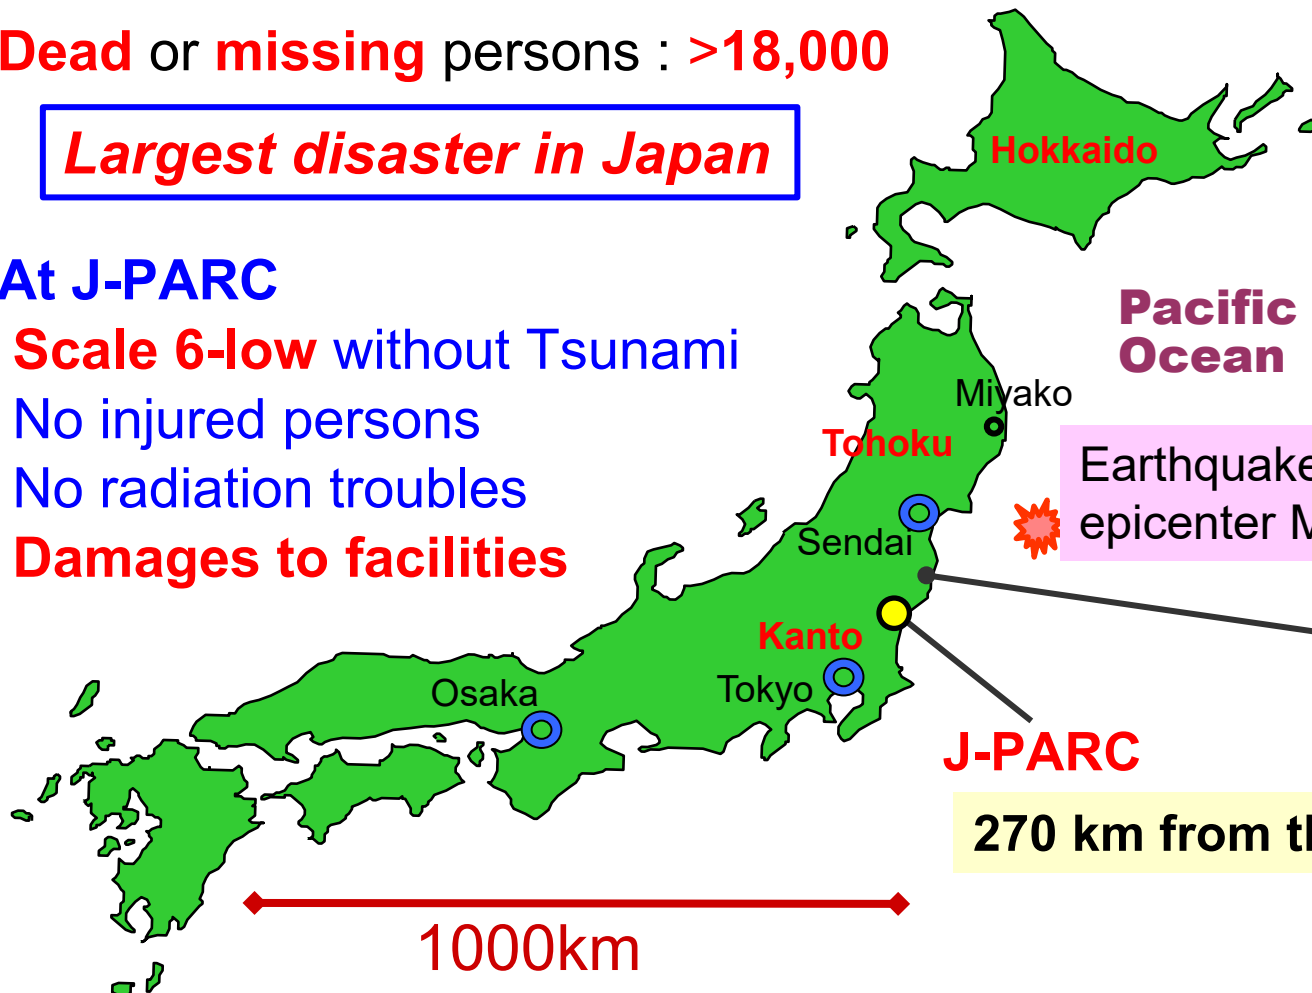 Dead or missing persons : >18,000
Largest disaster in Japan
At J-PARC
Scale 6-low without Tsunami
No injured persons
No radiation troubles
Damages to facilities
Hokkaido
Pacific
Ocean
Miyako
Tohoku
Earthquake
epicenter M
Sendai
Kanto
Tokyo
Osaka
J-PARC
270 km from
1000km